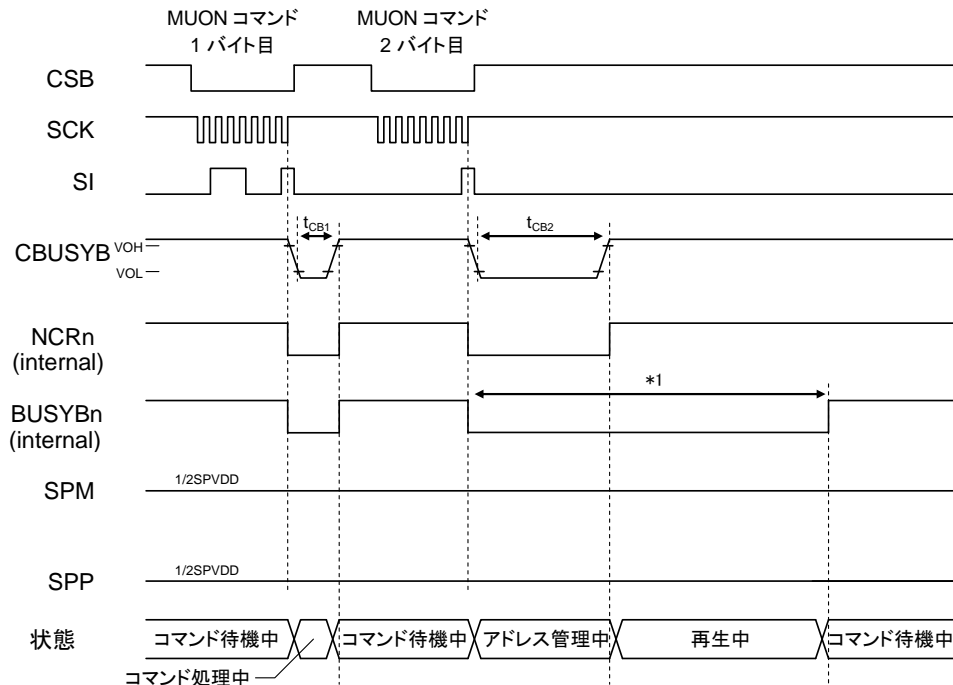 MUON コマンド
1 バイト目
MUON コマンド
2 バイト目
CSB
SCK
SI
CBUSYB
VOH
VOL
tCB1
tCB2
NCRn
(internal)
BUSYBn
(internal)
*1
SPM
1/2SPVDD
SPP
1/2SPVDD
状態
コマンド待機中
コマンド待機中
アドレス管理中
再生中
コマンド待機中
コマンド処理中